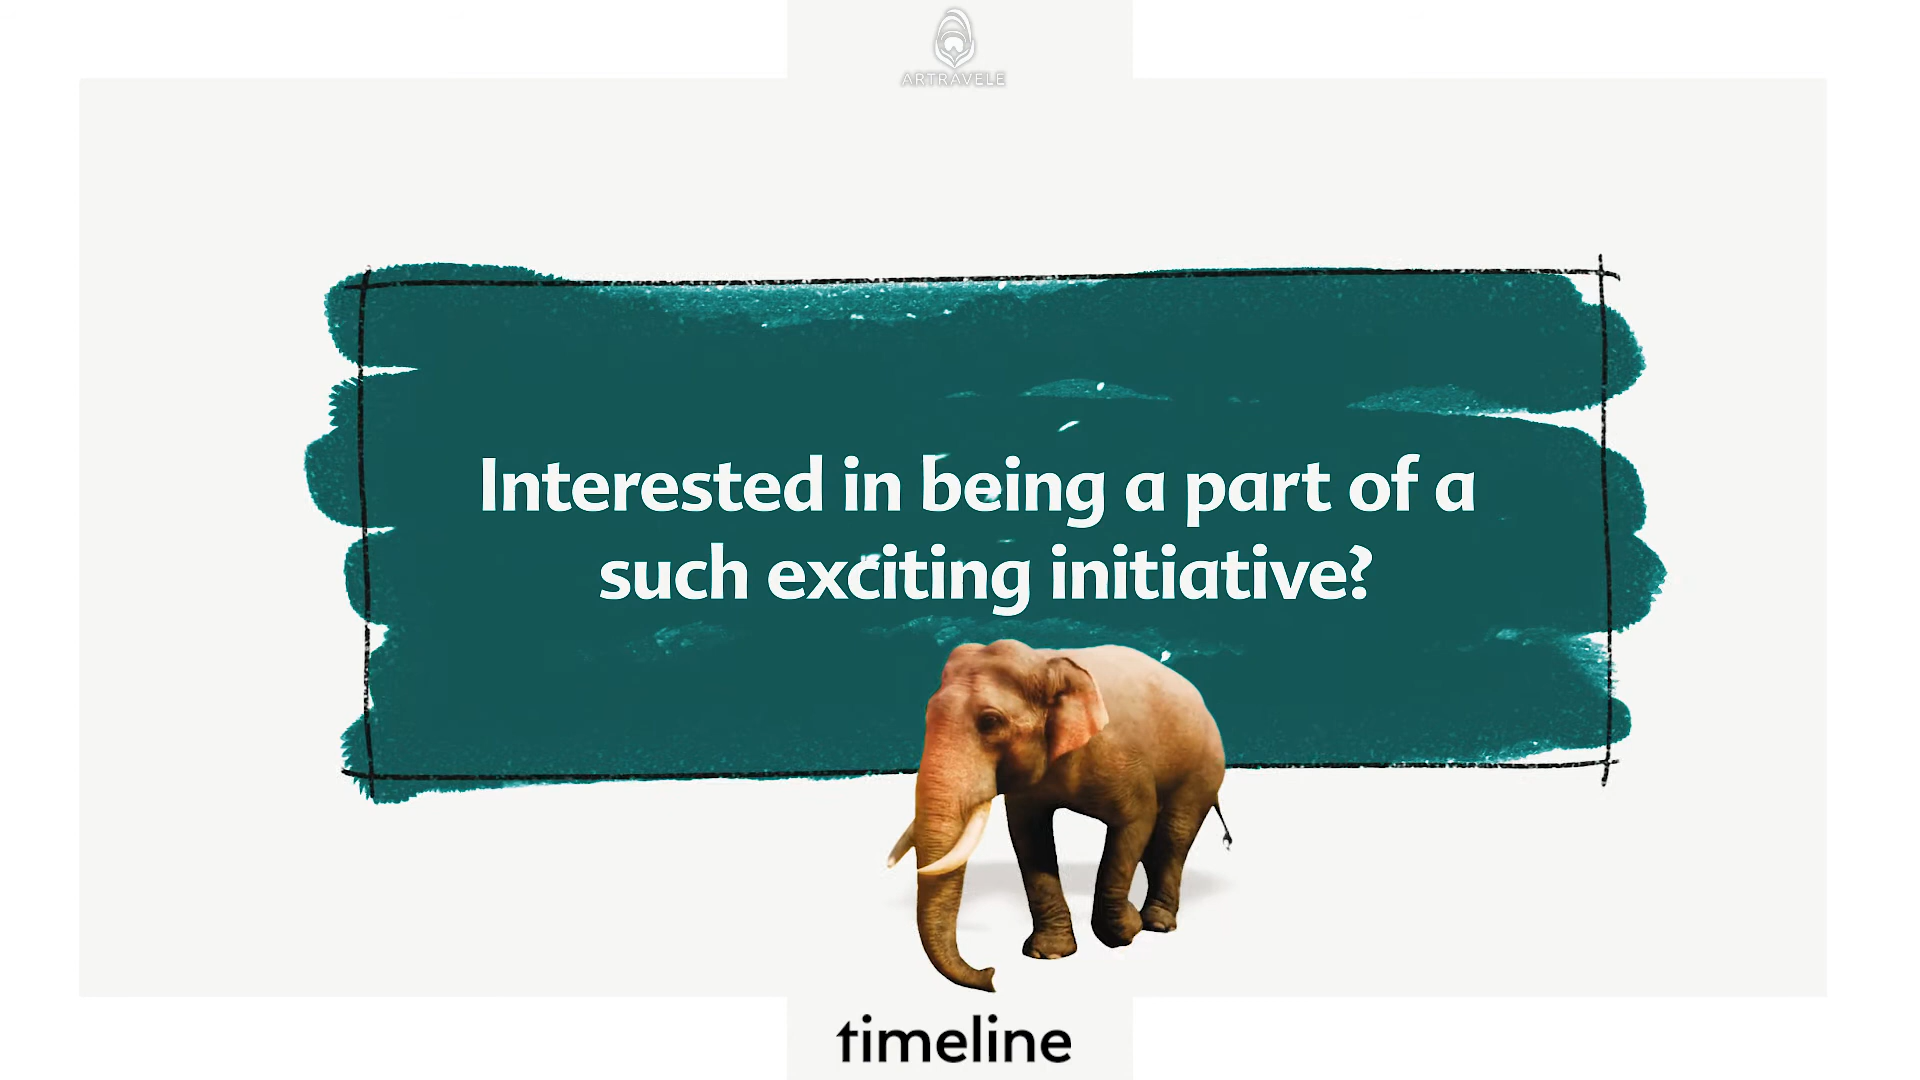 ARTRAVELE
Interested in being a part of a
such exciting initiative?
timeline